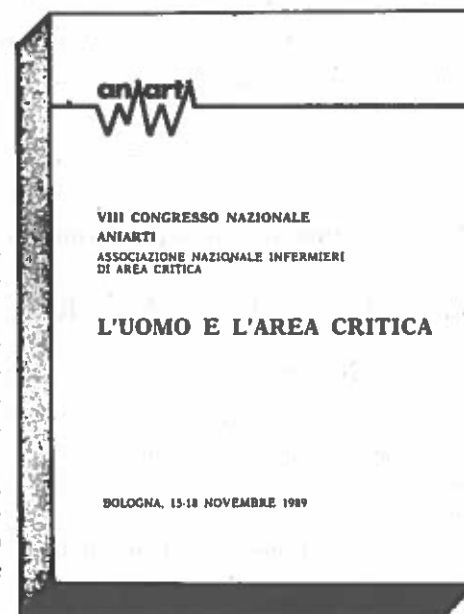 aniarti
VIII CONGRESSO NAZIONALE
ANIARTI
ASSOCIAZIONE NAZIONALE INFERMIERI
DI AREA CRITICA
L'UOMO E L'AREA CRITICA
BOLOGNA, 15-18 NOVEMBRE 1989